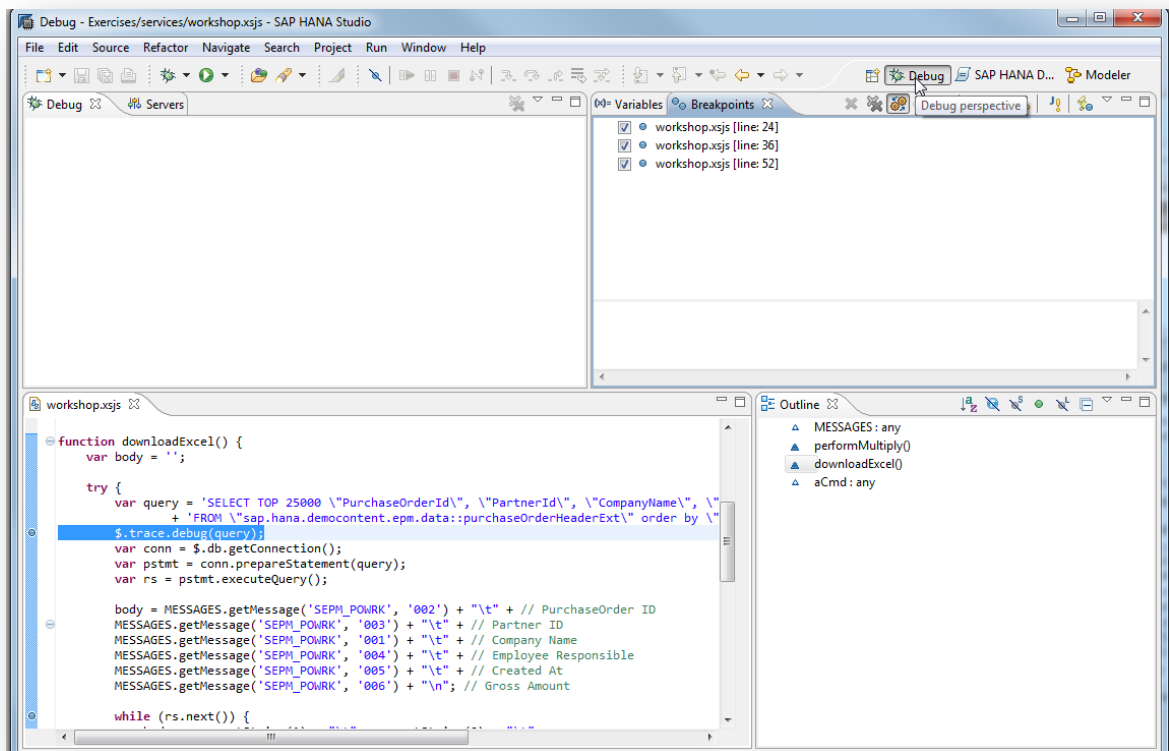 Debug - Exercises/services/workshop.xsjs - SAP HANA Studio
File Edit Source Refactor Navigate Search Project Run Window Help
Debug SAP HANA D... Modeler
Debug Servers
(x)= Variables Breakpoints
Debug perspective
workshop.xsjs [line: 24]
workshop.xsjs [line: 36]
workshop.xsjs [line: 52]
workshop.xsjs
function downloadExcel() {
var body = '';
try {
var query = 'SELECT TOP 25000 \"PurchaseOrderId\", \"PartnerId\", \"CompanyName\", \"
+ 'FROM \"sap.hana.democontent.epm.data::purchaseOrderHeaderExt\" order by \"
$.trace.debug(query);
var conn = $.db.getConnection();
var pstmt = conn.prepareStatement(query);
var rs = pstmt.executeQuery();
body = MESSAGES.getMessage('SEPM_POWRK', '002') + "\t" + // PurchaseOrder ID
MESSAGES.getMessage('SEPM_POWRK', '003') + "\t" + // Partner ID
MESSAGES.getMessage('SEPM_POWRK', '001') + "\t" + // Company Name
MESSAGES.getMessage('SEPM_POWRK', '004') + "\t" + // Employee Responsible
MESSAGES.getMessage('SEPM_POWRK', '005') + "\t" + // Created At
MESSAGES.getMessage('SEPM_POWRK', '006') + "\n"; // Gross Amount
while (rs.next()) {
Outline
MESSAGES : any
performMultiply()
downloadExcel()
aCmd : any